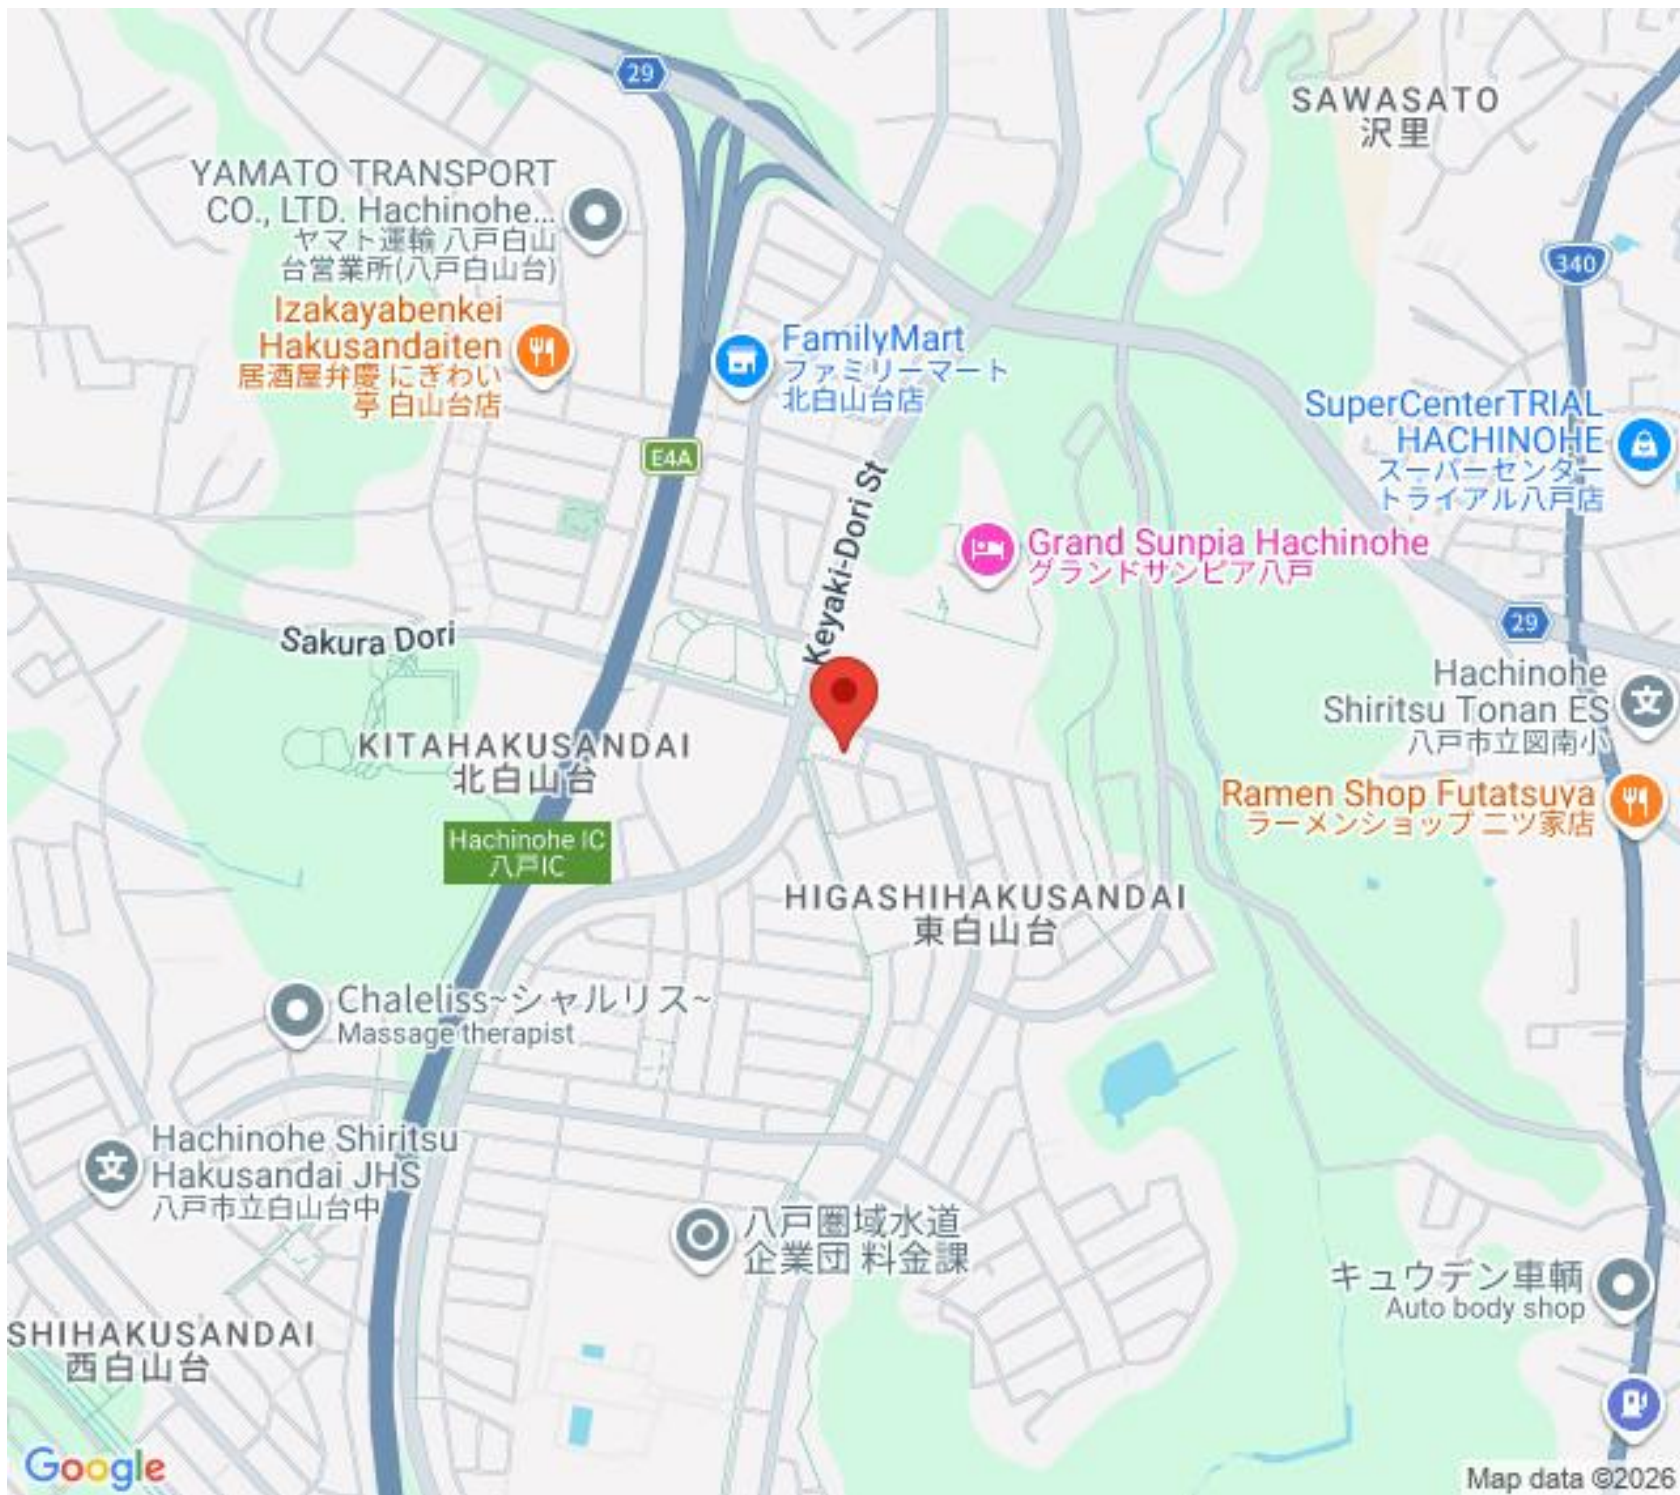 29
SAWASATO
沢里
YAMATO TRANSPORT
CO., LTD. Hachinohe...
ヤマト運輸 八戸白山
台営業所(八戸白山台)
340
Izakayabenkei
Hakusandaiten
居酒屋弁慶 にぎわい
亭 白山台店
FamilyMart
ファミリーマート
北白山台店
SuperCenterTRIAL
HACHINOHE
スーパーセンター
トライアル八戸店
E4A
Keyaki-Dori St
Grand Sunpia Hachinohe
グランドサンピア八戸
29
Sakura Dori
Hachinohe
Shiritsu Tonan ES
八戸市立図南小
KITAHAKUSANDAI
北白山台
Ramen Shop Futatsuya
ラーメンショップ 二ツ家店
Hachinohe IC
八戸IC
HIGASHIHAKUSANDAI
東白山台
Chaleliss~シャルリス~
Massage therapist
Hachinohe Shiritsu
Hakusandai JHS
八戸市立白山台中
八戸圏域水道
企業団 料金課
キュウデン車輌
Auto body shop
SHIHAKUSANDAI
西白山台
Google
Map data ©2026